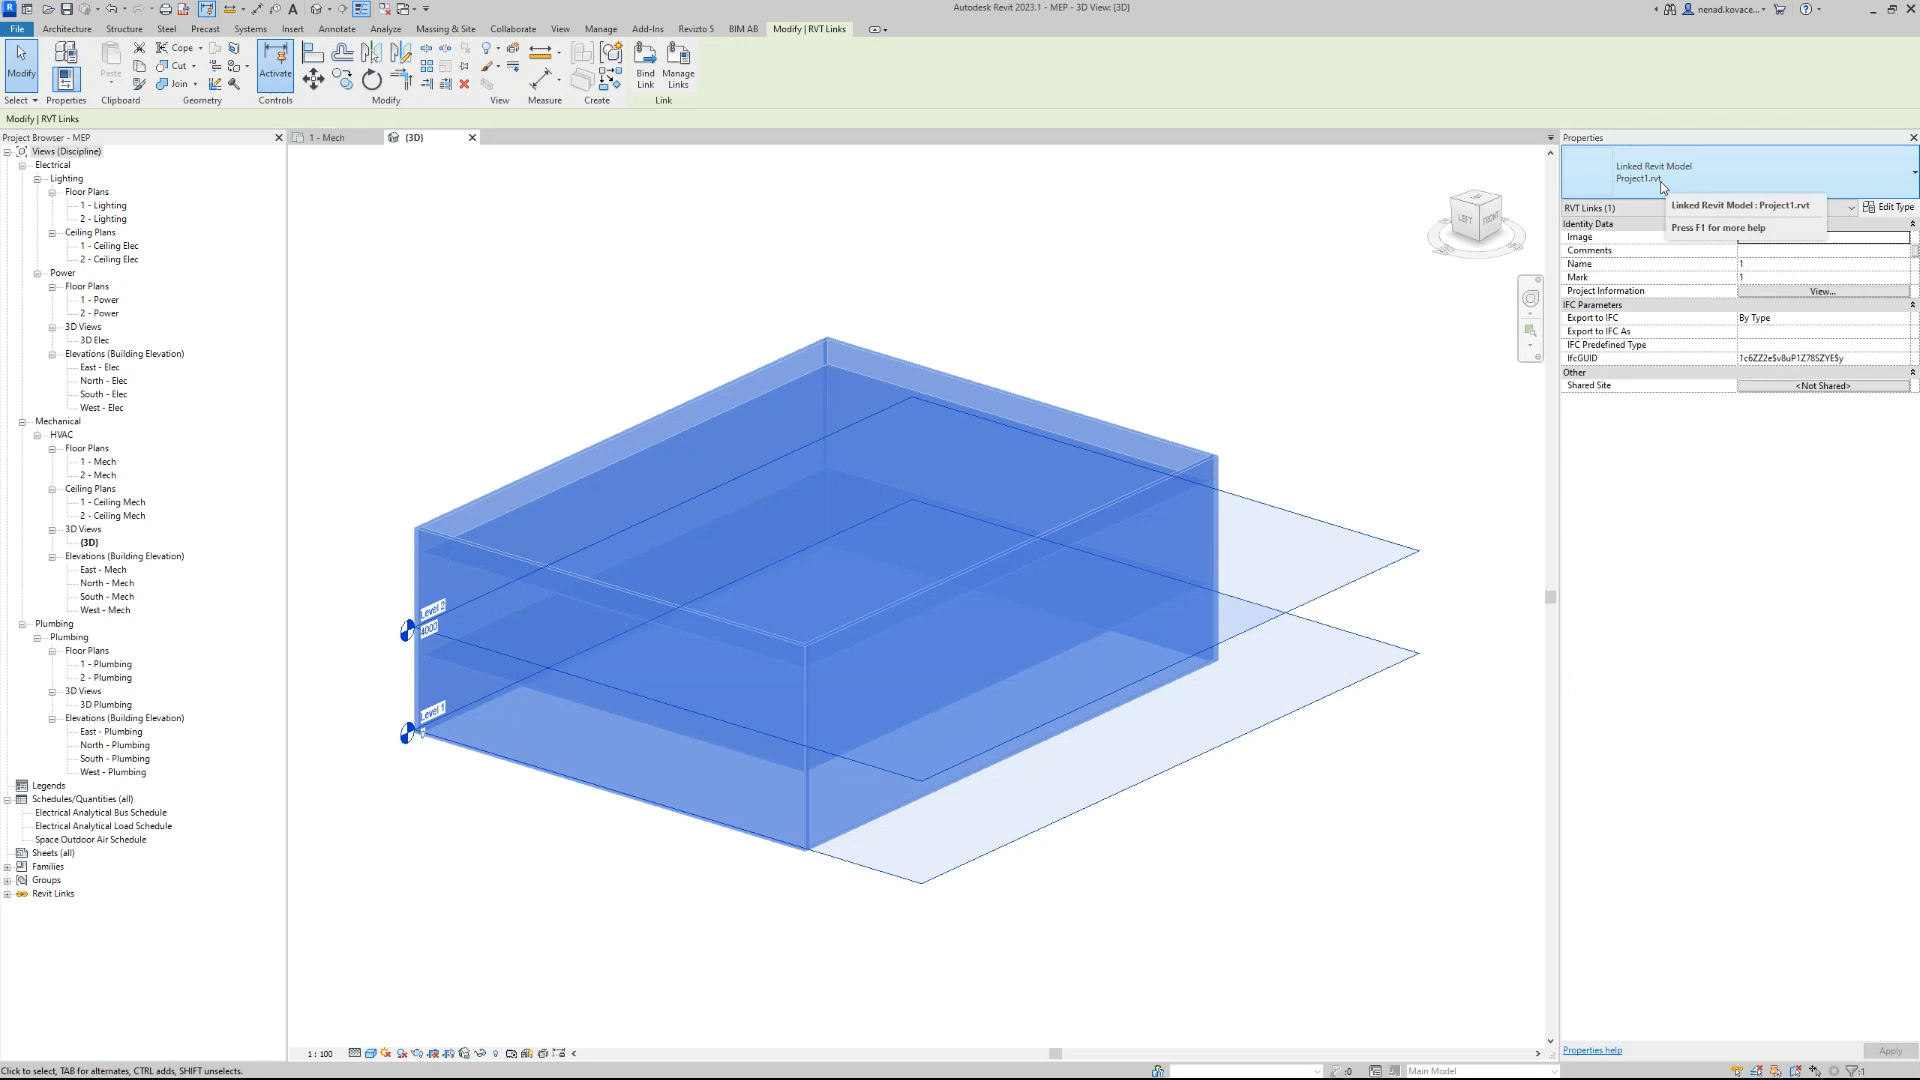 Autodesk Revit 2023.1 - MEP - 3D View: {3D}
nenad.kovace...
File Architecture Structure Steel Precast Systems Insert Annotate Analyze Massing & Site Collaborate View Manage Add-Ins Revizto 5 BIM AB Modify | RVT Links
Modify
Paste
Cope
Cut
Join
Activate
Bind Link
Manage Links
Select Properties Clipboard Geometry Controls Modify View Measure Create Link
Modify | RVT Links
Project Browser - MEP
1 - Mech
{3D}
Properties
Views (Discipline)
Electrical
Lighting
Floor Plans
1 - Lighting
2 - Lighting
Ceiling Plans
1 - Ceiling Elec
2 - Ceiling Elec
Power
Floor Plans
1 - Power
2 - Power
3D Views
3D Elec
Elevations (Building Elevation)
East - Elec
North - Elec
South - Elec
West - Elec
Mechanical
HVAC
Floor Plans
1 - Mech
2 - Mech
Ceiling Plans
1 - Ceiling Mech
2 - Ceiling Mech
3D Views
{3D}
Elevations (Building Elevation)
East - Mech
North - Mech
South - Mech
West - Mech
Plumbing
Plumbing
Floor Plans
1 - Plumbing
2 - Plumbing
3D Views
3D Plumbing
Elevations (Building Elevation)
East - Plumbing
North - Plumbing
South - Plumbing
West - Plumbing
Legends
Schedules/Quantities (all)
Electrical Analytical Bus Schedule
Electrical Analytical Load Schedule
Space Outdoor Air Schedule
Sheets (all)
Families
Groups
Revit Links
LEFT FRONT
Level 2
4000
Level 1
Linked Revit Model
Project1.rvt
Linked Revit Model : Project1.rvt
Press F1 for more help
RVT Links (1)
Edit Type
Identity Data
Image
Comments
Name 1
Mark 1
Project Information View...
IFC Parameters
Export to IFC By Type
Export to IFC As
IFC Predefined Type
IfcGUID 1c6ZZ2e$v8uP1Z78SZYE$y
Other
Shared Site <Not Shared>
1 : 100
Properties help
Apply
Click to select, TAB for alternates, CTRL adds, SHIFT unselects.
:0
Main Model
:1